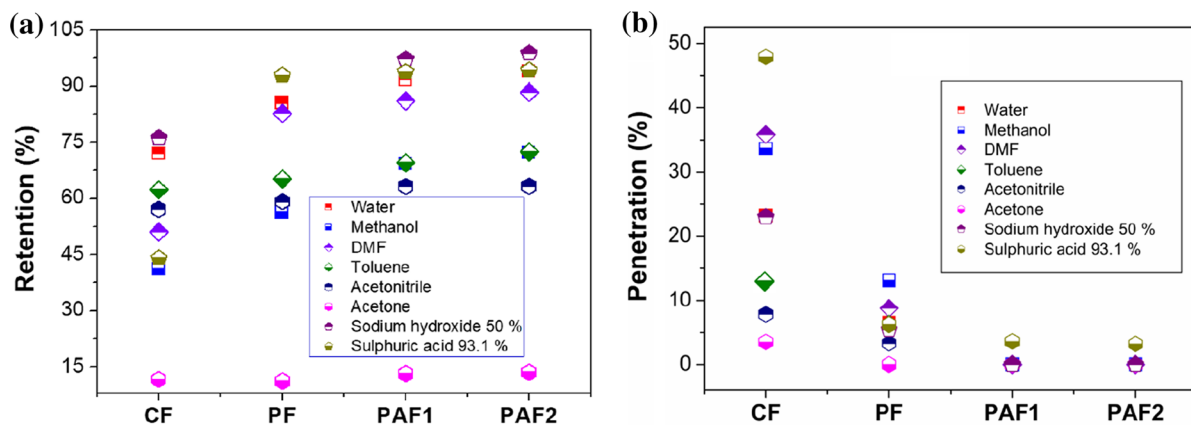 (a)
Retention (%)
105
90
75
60
45
30
15
Water
Methanol
DMF
Toluene
Acetonitrile
Acetone
Sodium hydroxide 50 %
Sulphuric acid 93.1 %
CF PF PAF1 PAF2
(b)
Penetration (%)
50
40
30
20
10
0
Water
Methanol
DMF
Toluene
Acetonitrile
Acetone
Sodium hydroxide 50 %
Sulphuric acid 93.1 %
CF PF PAF1 PAF2